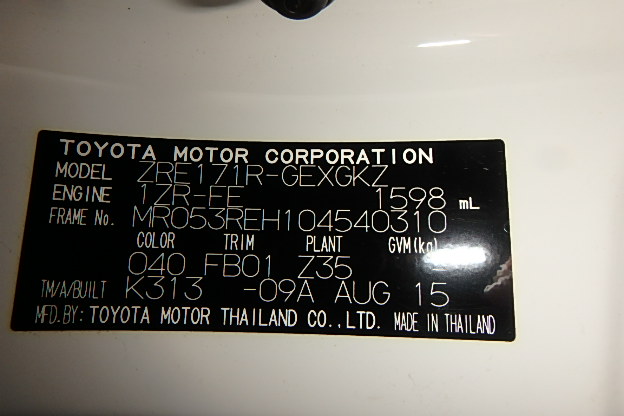 TOYOTA MOTOR CORPORATION
MODEL ZRE171R-GEXGKZ
ENGINE 1ZR-FE 1598 mL
FRAME No. MR053REH104540310
COLOR TRIM PLANT GVM(kg)
040 FB01 Z35
TM/A/BUILT K313 -09A AUG 15
MFD.BY: TOYOTA MOTOR THAILAND CO.,LTD. MADE IN THAILAND